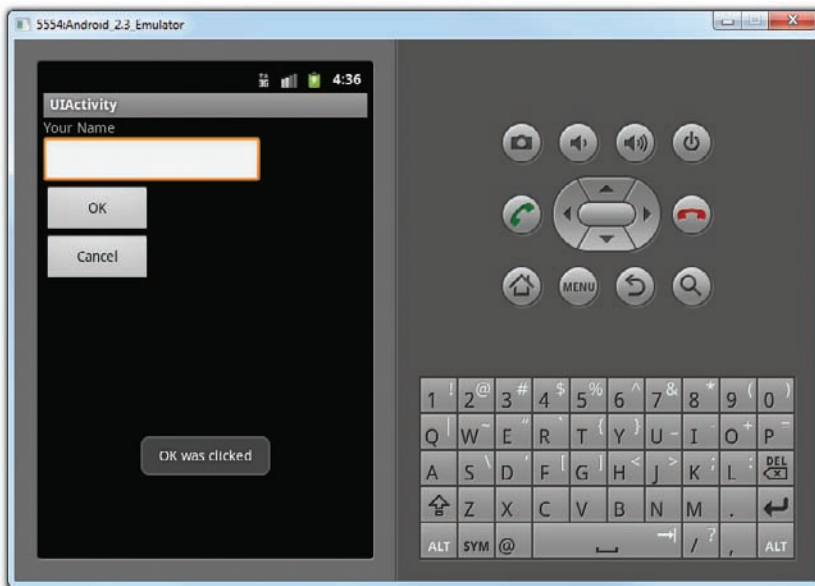 5554:Android_2.3_Emulator
3G 4:36
UIActivity
Your Name
OK
Cancel
OK was clicked
MENU
1 ! 2 @ 3 # 4 $ 5 % 6 ^ 7 & 8 * 9 ( 0 )
Q | W ~ E " R ` T { Y } U _ I - O + P =
A S \ D ' F [ G ] H < J > K ; L : DEL
Z X C V B N M .
ALT SYM @ / ? , ALT